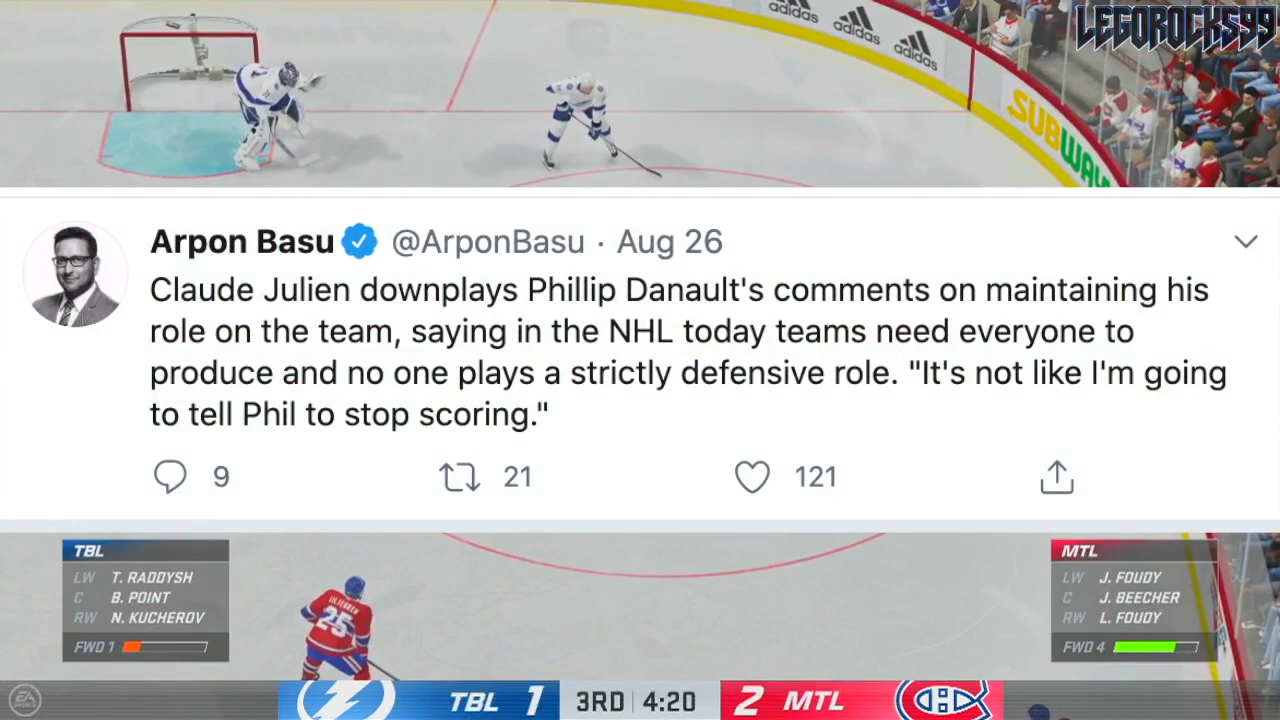 adidas
adidas
adidas
LEGOROCKS99
SUBWAY
Arpon Basu @ArponBasu · Aug 26
Claude Julien downplays Phillip Danault's comments on maintaining his
role on the team, saying in the NHL today teams need everyone to
produce and no one plays a strictly defensive role. "It's not like I'm going
to tell Phil to stop scoring."
9 21 121
TBL
LW T. RADDYSH
C B. POINT
RW N. KUCHEROV
FWD 1
25
MTL
LW J. FOUDY
C J. BEECHER
RW L. FOUDY
FWD 4
EA
SPORTS
TBL 1 3RD 4:20 2 MTL